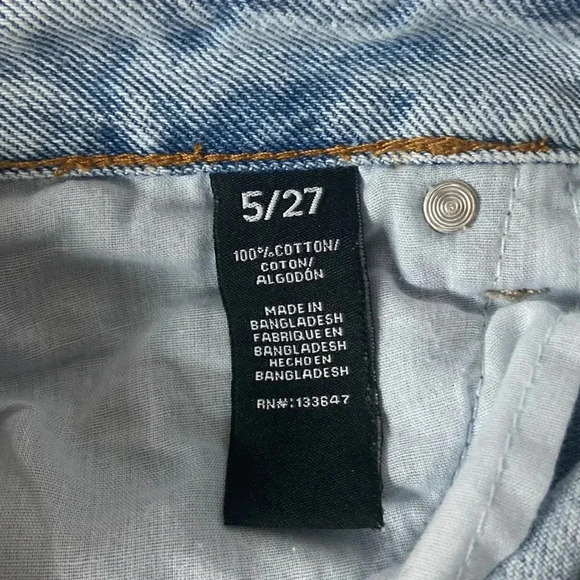 5/27
100%COTTON/
COTON/
ALGODÓN
MADE IN
BANGLADESH
FABRIQUE EN
BANGLADESH
HECHO EN
BANGLADESH
RN#:133647